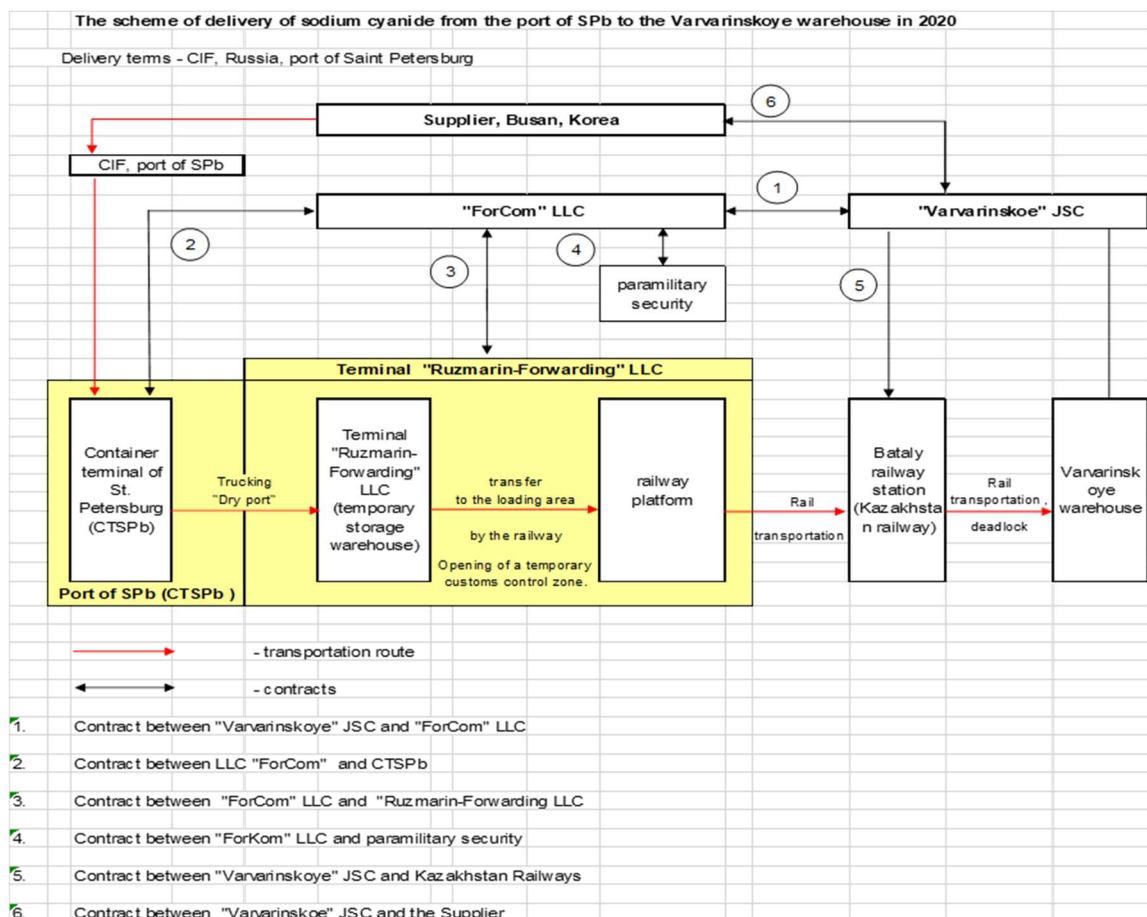 The scheme of delivery of sodium cyanide from the port of SPb to the Varvarinskoye warehouse in 2020
Delivery terms - CIF, Russia, port of Saint Petersburg
6
Supplier, Busan, Korea
CIF, port of SPb
1
"ForCom" LLC
"Varvarinskoe" JSC
2
4
3
5
paramilitary
security
Terminal "Ruzmarin-Forwarding" LLC
Container
terminal of
St.
Petersburg
(CTSPb)
Trucking
"Dry port"
Terminal
"Ruzmarin-
Forwarding"
LLC
(temporary
storage
warehouse)
transfer
to the loading area
by the railway
Opening of a temporary
customs control zone.
railway
platform
Rail
transportation
Bataly
railway
station
(Kazakhsta
n railway)
Rail
transportation ,
deadlock
Varvarinsk
oye
warehouse
Port of SPb (CTSPb )
- transportation route
- contracts
1. Contract between "Varvarinskoye" JSC and "ForCom" LLC
2. Contract between LLC "ForCom" and CTSPb
3. Contract between "ForCom" LLC and "Ruzmarin-Forwarding LLC
4. Contract between "ForKom" LLC and paramilitary security
5. Contract between "Varvarinskoye" JSC and Kazakhstan Railways
6. Contract between "Varvarinskoe" JSC and the Supplier